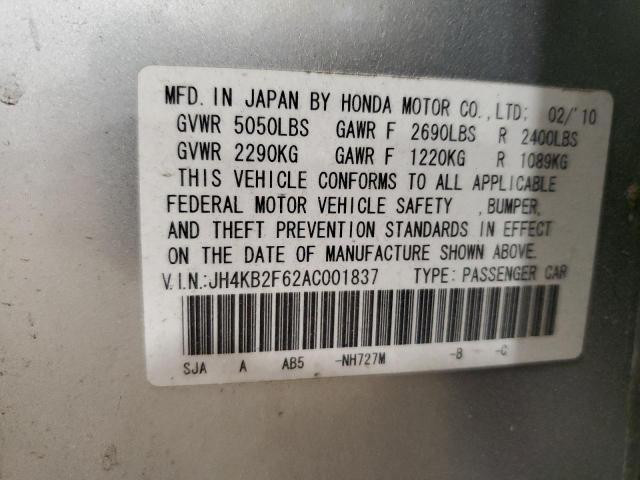 MFD. IN JAPAN BY HONDA MOTOR CO.,LTD; 02/'10
GVWR 5050LBS GAWR F 2690LBS R 2400LBS
GVWR 2290KG GAWR F 1220KG R 1089KG
THIS VEHICLE CONFORMS TO ALL APPLICABLE
FEDERAL MOTOR VEHICLE SAFETY ,BUMPER,
AND THEFT PREVENTION STANDARDS IN EFFECT
ON THE DATE OF MANUFACTURE SHOWN ABOVE.
V.I.N.:JH4KB2F62AC001837 TYPE: PASSENGER CAR
SJA A AB5 -NH727M -B -C